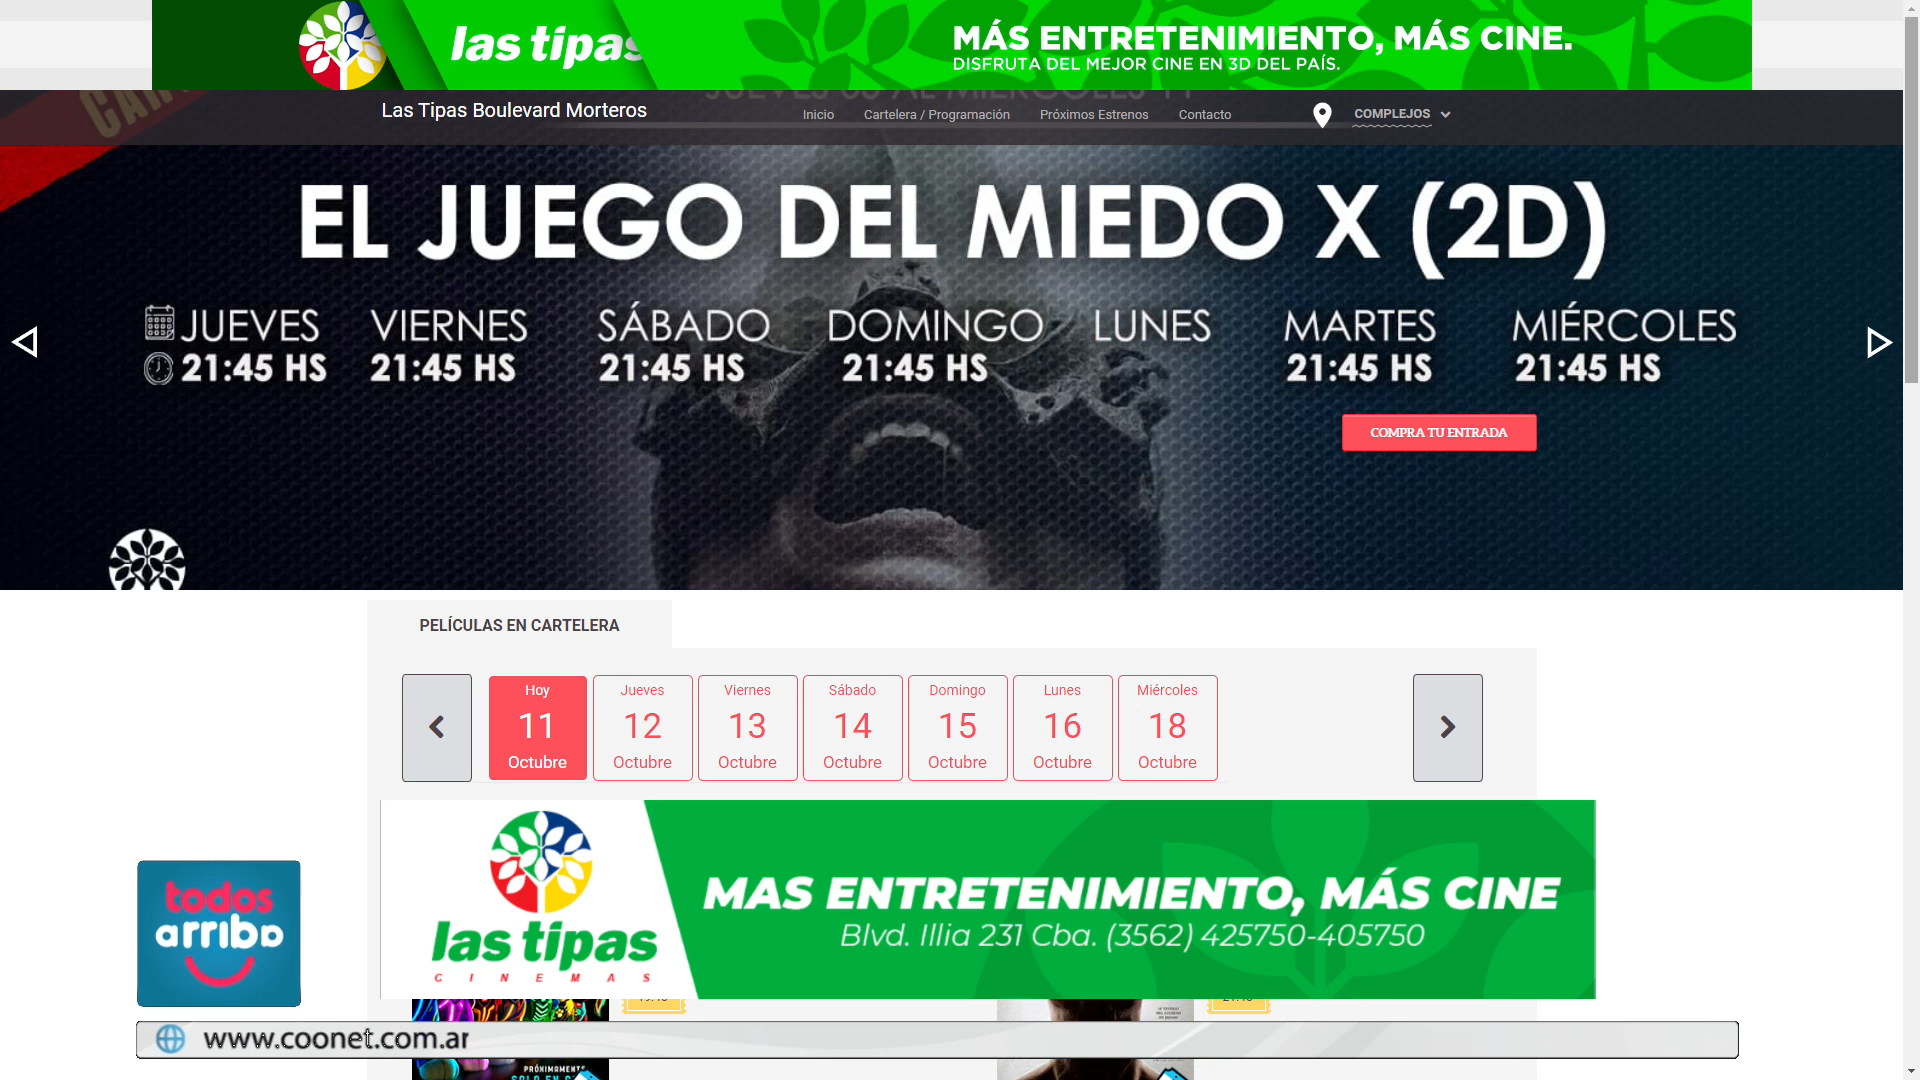 las tipas
MÁS ENTRETENIMIENTO, MÁS CINE.
DISFRUTA DEL MEJOR CINE EN 3D DEL PAÍS.
Las Tipas Boulevard Morteros
Inicio
Cartelera / Programación
Próximos Estrenos
Contacto
COMPLEJOS
EL JUEGO DEL MIEDO X (2D)
JUEVES VIERNES SÁBADO DOMINGO LUNES MARTES MIÉRCOLES
21:45 HS 21:45 HS 21:45 HS 21:45 HS 21:45 HS 21:45 HS
COMPRA TU ENTRADA
PELÍCULAS EN CARTELERA
Hoy Jueves Viernes Sábado Domingo Lunes Miércoles
11 12 13 14 15 16 18
Octubre Octubre Octubre Octubre Octubre Octubre Octubre
las tipas
CINEMAS
MAS ENTRETENIMIENTO, MÁS CINE
Blvd. Illia 231 Cba. (3562) 425750-405750
todos
arriba
www.coonet.com.ar
PRÓXIMAMENTE